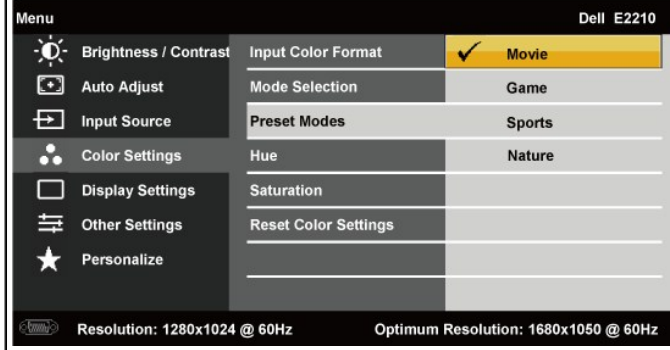 Menu Dell E2210
Brightness / Contrast Input Color Format Movie
Auto Adjust Mode Selection Game
Input Source Preset Modes Sports
Color Settings Hue Nature
Display Settings Saturation
Other Settings Reset Color Settings
Personalize
Resolution: 1280x1024 @ 60Hz Optimum Resolution: 1680x1050 @ 60Hz